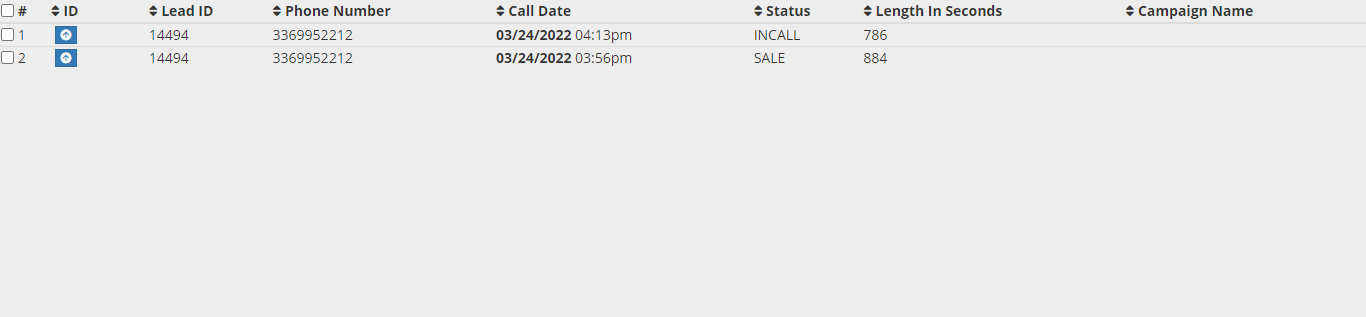 # ID Lead ID Phone Number Call Date Status Length In Seconds Campaign Name
1 14494 3369952212 03/24/2022 04:13pm INCALL 786
2 14494 3369952212 03/24/2022 03:56pm SALE 884